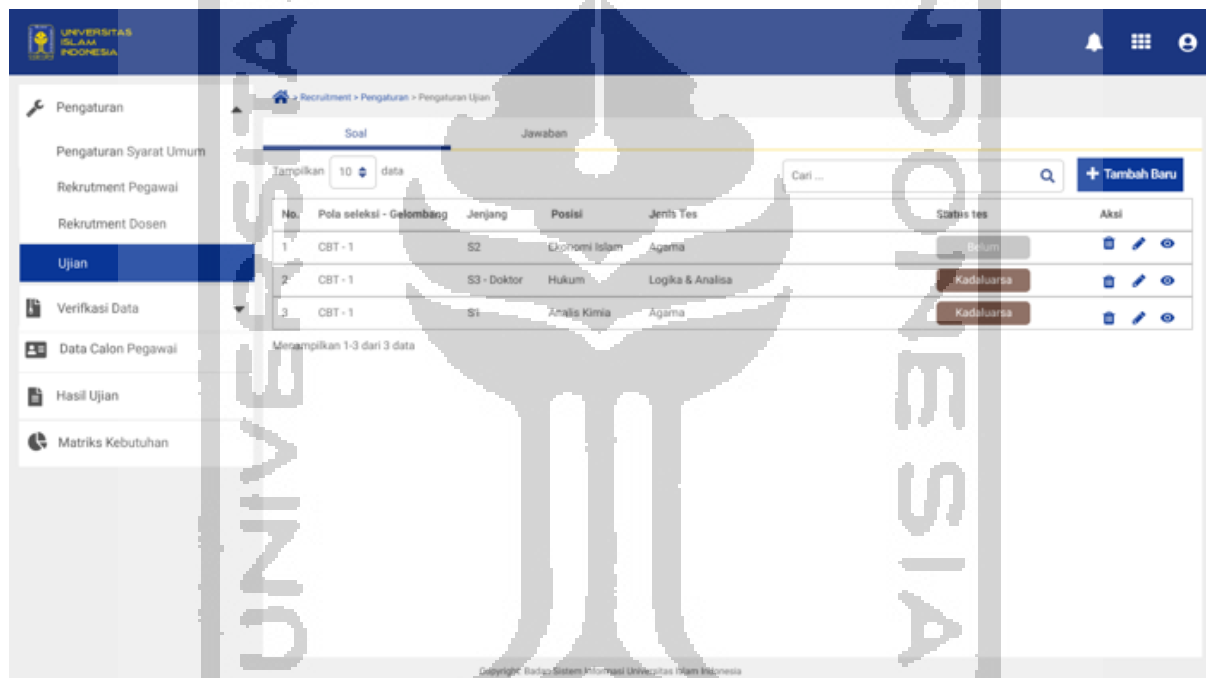 UNIVERSITAS
ISLAM
INDONESIA
Pengaturan
Pengaturan Syarat Umum
Rekrutment Pegawai
Rekrutment Dosen
Ujian
Verifkasi Data
Data Calon Pegawai
Hasil Ujian
Matriks Kebutuhan
> Recruitment > Pengaturan > Pengaturan Ujian
Soal Jawaban
Tampilkan 10 data Cari ... + Tambah Baru
No. Pola seleksi - Gelombang Jenjang Posisi Jenis Tes Status tes Aksi
1 CBT - 1 S2 Ekonomi Islam Agama Belum
2 CBT - 1 S3 - Doktor Hukum Logika & Analisa Kadaluarsa
3 CBT - 1 S1 Analis Kimia Agama Kadaluarsa
Menampilkan 1-3 dari 3 data
Copyright: Badan Sistem Informasi Universitas Islam Indonesia